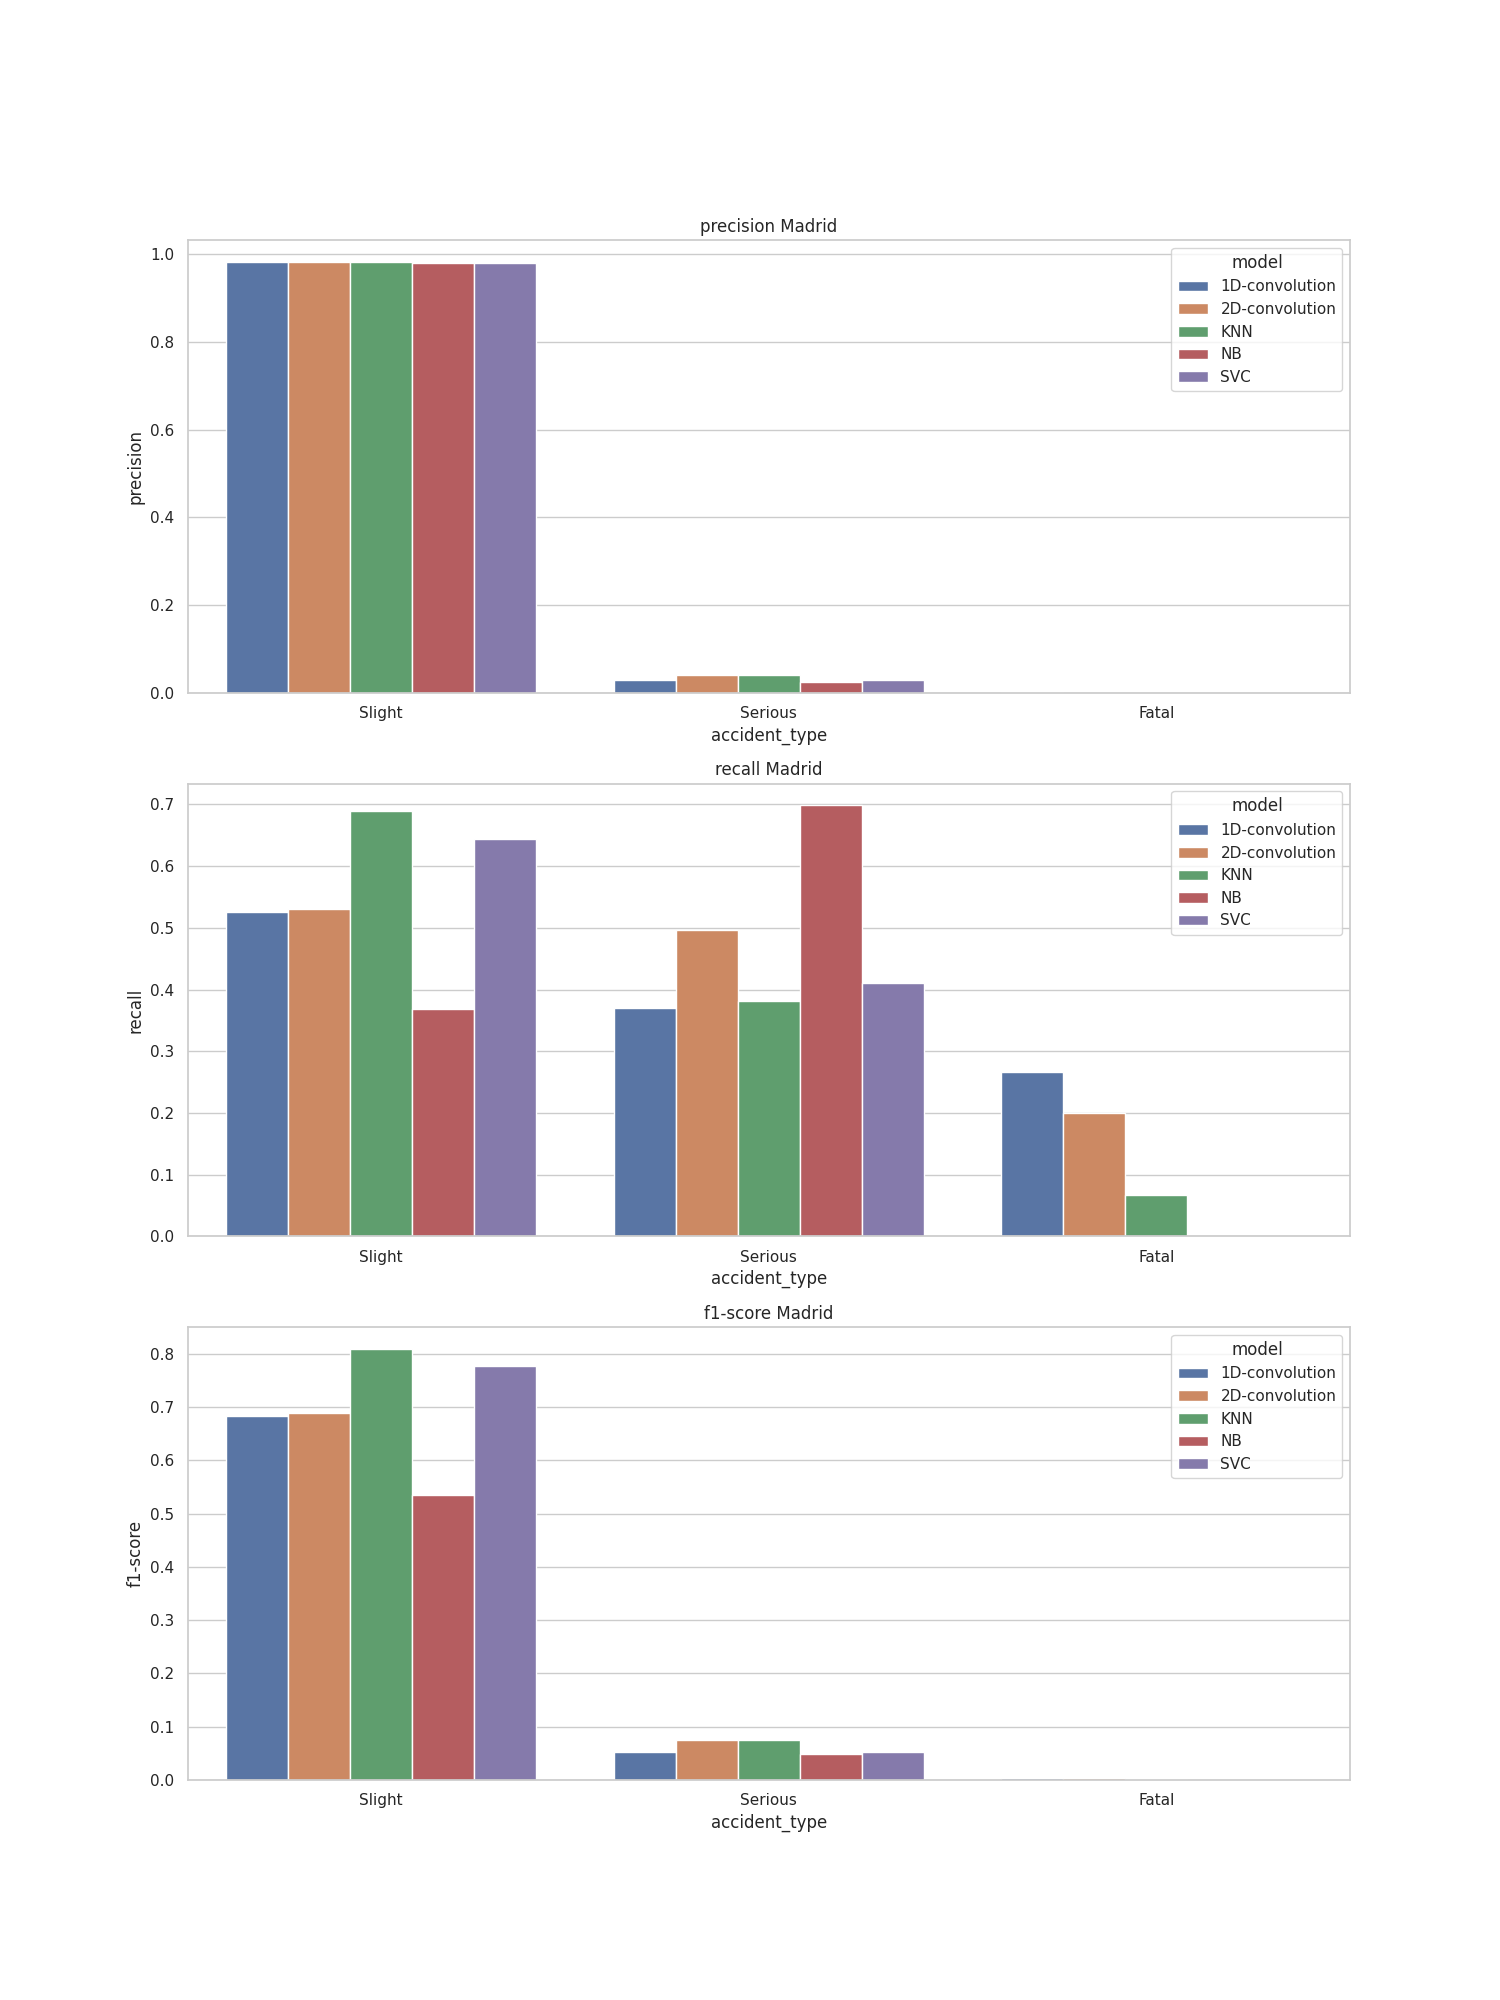 precision Madrid
1.0
0.8
0.6
0.4
0.2
0.0
precision
model
1D-convolution
2D-convolution
KNN
NB
SVC
Slight Serious Fatal
accident_type
recall Madrid
0.7
0.6
0.5
0.4
0.3
0.2
0.1
0.0
recall
model
1D-convolution
2D-convolution
KNN
NB
SVC
Slight Serious Fatal
accident_type
f1-score Madrid
0.8
0.7
0.6
0.5
0.4
0.3
0.2
0.1
0.0
f1-score
model
1D-convolution
2D-convolution
KNN
NB
SVC
Slight Serious Fatal
accident_type